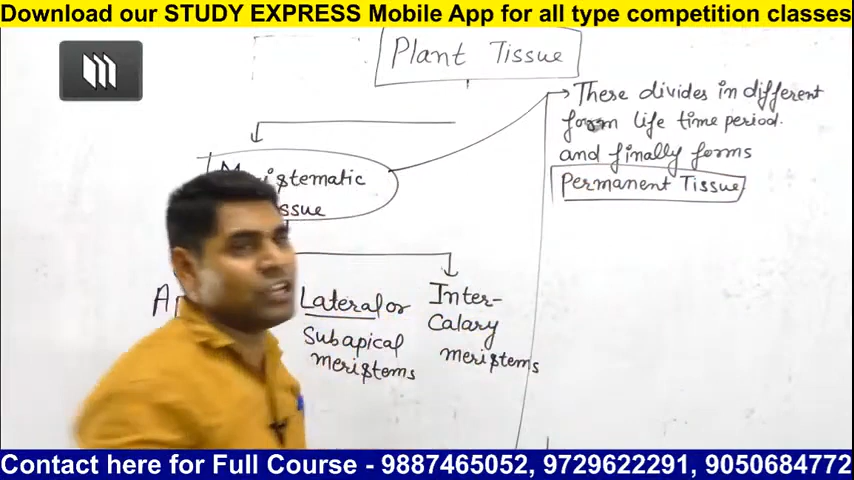 Download our STUDY EXPRESS Mobile App for all type competition classes
Plant Tissue
These divides in different
form life time period.
and finally forms
Permanent Tissue
Lateral or
Subapical
meristems
Inter-
Calary
meristems
Contact here for Full Course - 9887465052, 9729622291, 9050684772